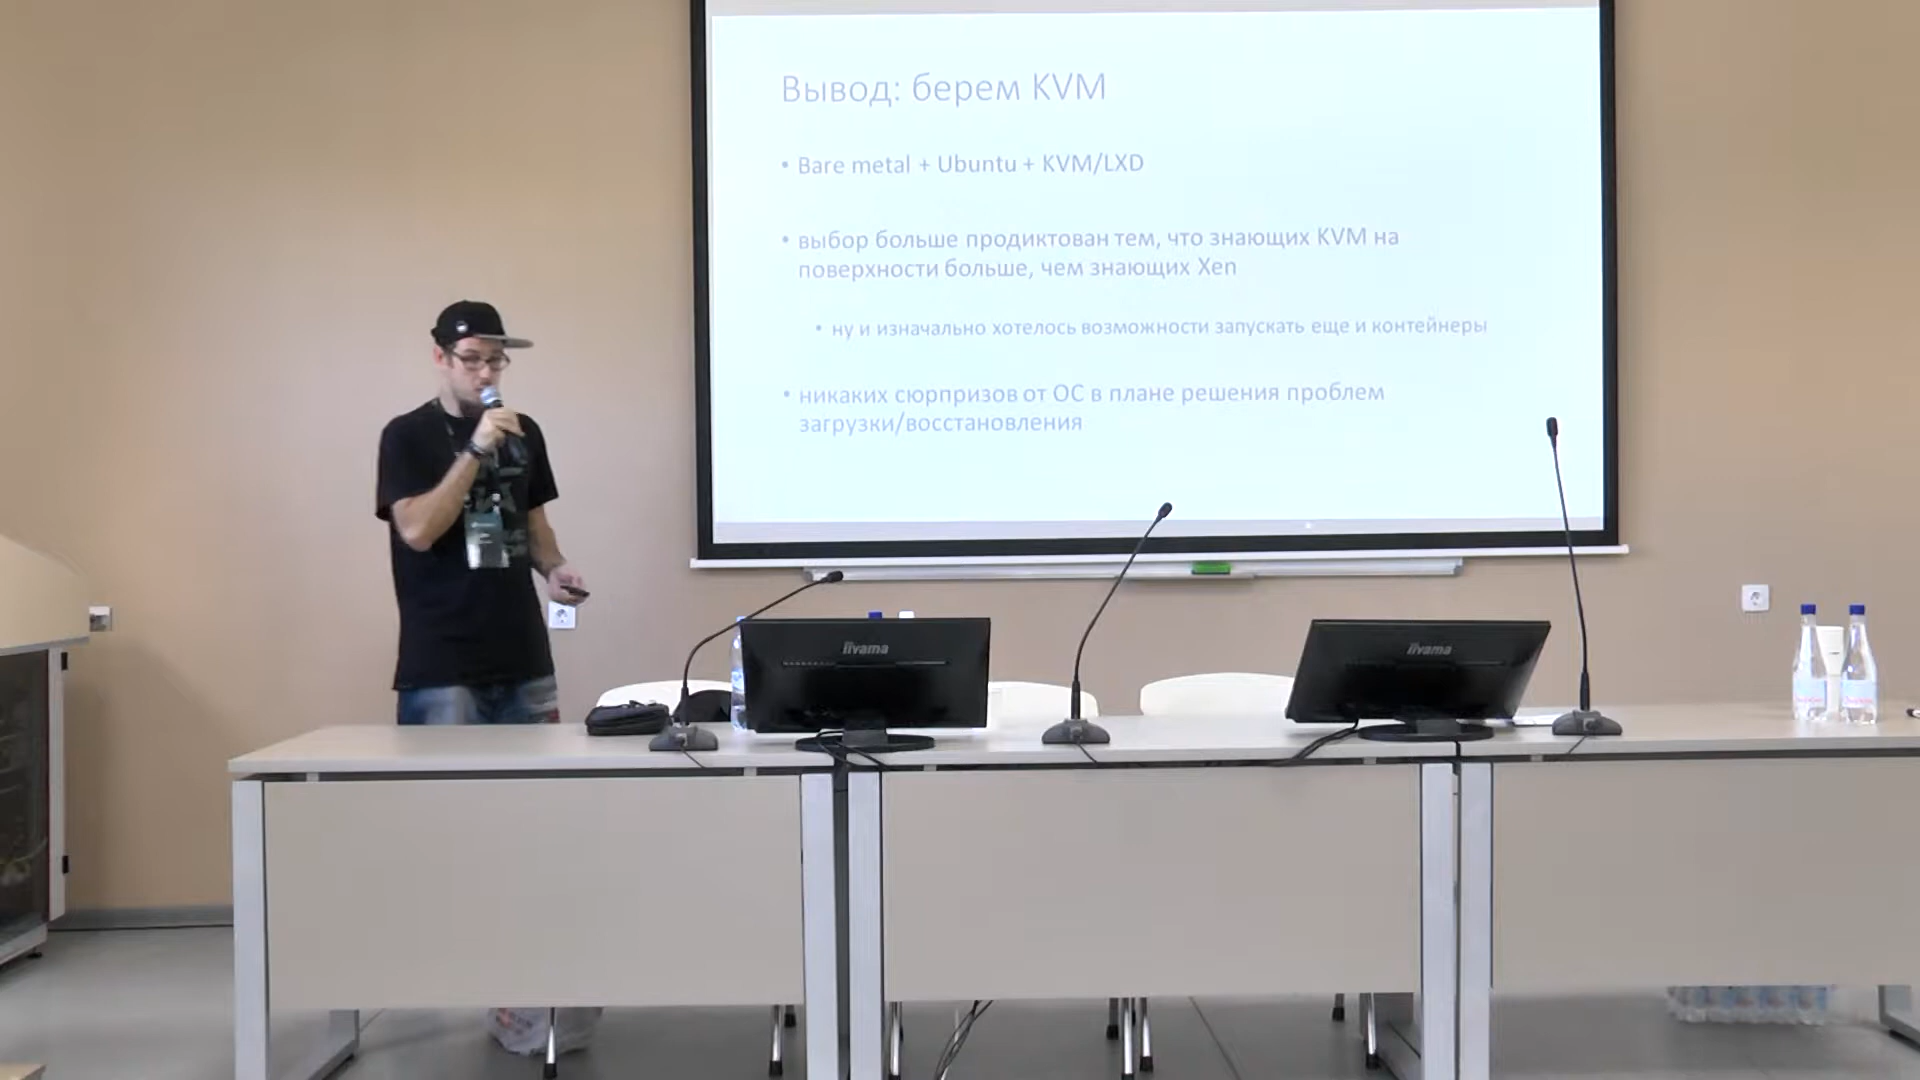 Вывод: берем KVM
• Bare metal + Ubuntu + KVM/LXD
• выбор больше продиктован тем, что знающих KVM на
поверхности больше, чем знающих Xen
• ну и изначально хотелось возможности запускать еще и контейнеры
• никаких сюрпризов от ОС в плане решения проблем
загрузки/восстановления
iiyama
iiyama